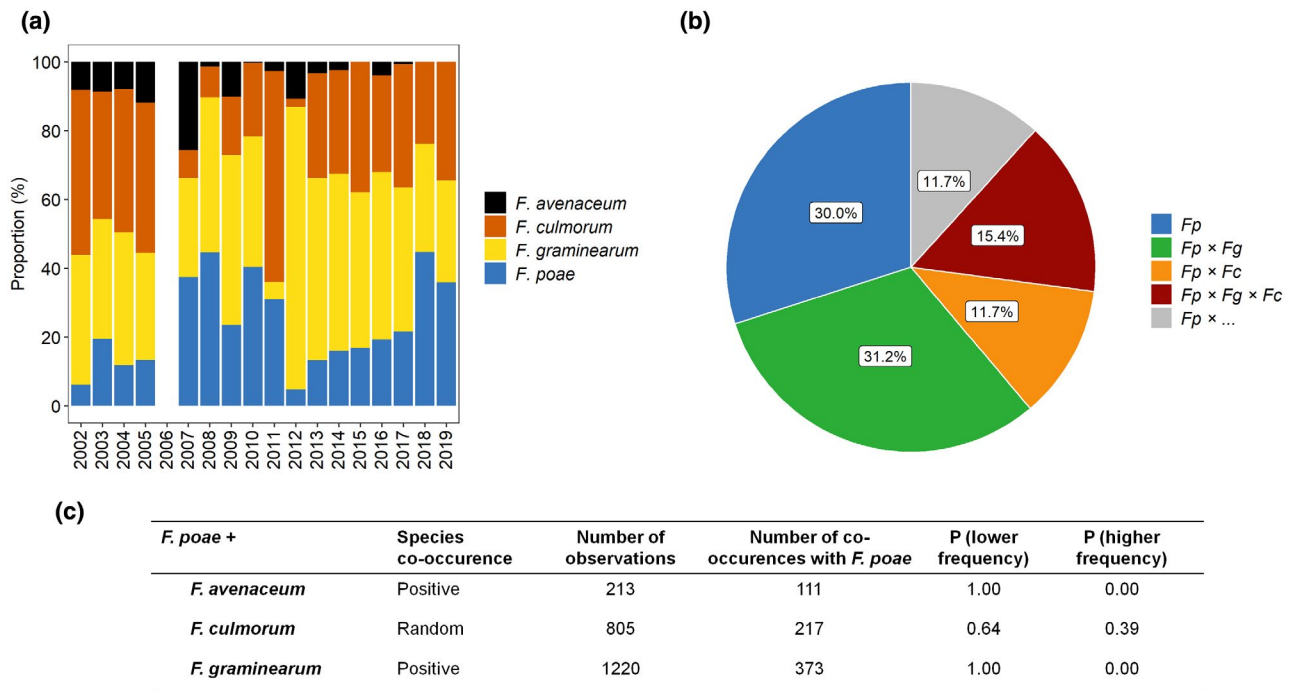 (a)
Proportion (%)
100
80
60
40
20
0
2002
2003
2004
2005
2006
2007
2008
2009
2010
2011
2012
2013
2014
2015
2016
2017
2018
2019
F. avenaceum
F. culmorum
F. graminearum
F. poae
(b)
11.7%
30.0%
15.4%
11.7%
31.2%
Fp
Fp × Fg
Fp × Fc
Fp × Fg × Fc
Fp × ...
(c)
F. poae + Species co-occurence Number of observations Number of co-occurences with F. poae P (lower frequency) P (higher frequency)
F. avenaceum Positive 213 111 1.00 0.00
F. culmorum Random 805 217 0.64 0.39
F. graminearum Positive 1220 373 1.00 0.00